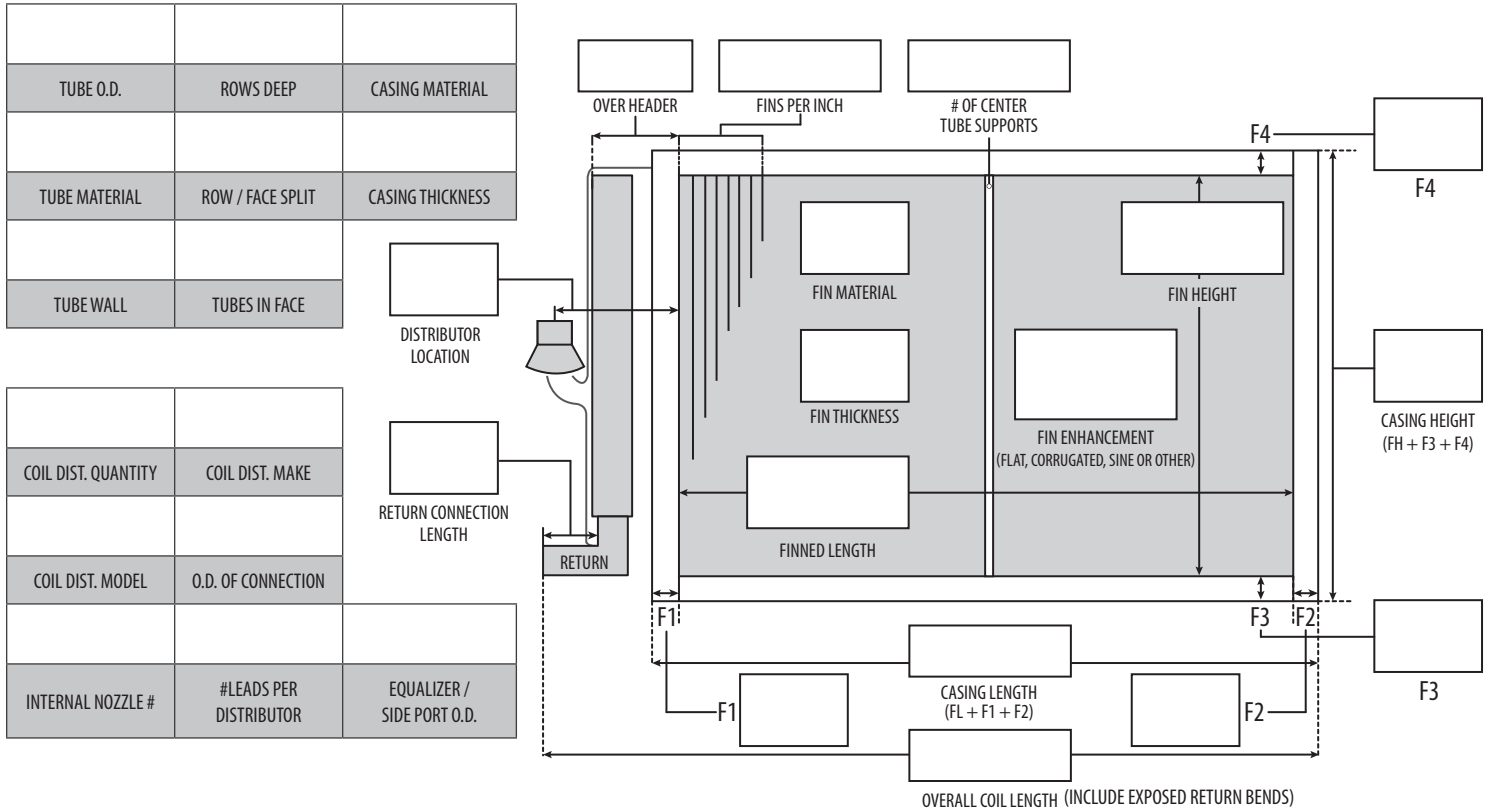 TUBE O.D. ROWS DEEP CASING MATERIAL
TUBE MATERIAL ROW / FACE SPLIT CASING THICKNESS
TUBE WALL TUBES IN FACE
COIL DIST. QUANTITY COIL DIST. MAKE
COIL DIST. MODEL O.D. OF CONNECTION
INTERNAL NOZZLE #
#LEADS PER
DISTRIBUTOR
EQUALIZER /
SIDE PORT O.D.
OVER HEADER
FINS PER INCH
# OF CENTER
TUBE SUPPORTS
F4
F4
FIN MATERIAL
FIN HEIGHT
DISTRIBUTOR
LOCATION
FIN THICKNESS
FIN ENHANCEMENT
(FLAT, CORRUGATED, SINE OR OTHER)
CASING HEIGHT
(FH + F3 + F4)
RETURN CONNECTION
LENGTH
FINNED LENGTH
RETURN
F1
F3
F2
F3
CASING LENGTH
(FL + F1 + F2)
F1
F2
OVERALL COIL LENGTH (INCLUDE EXPOSED RETURN BENDS)